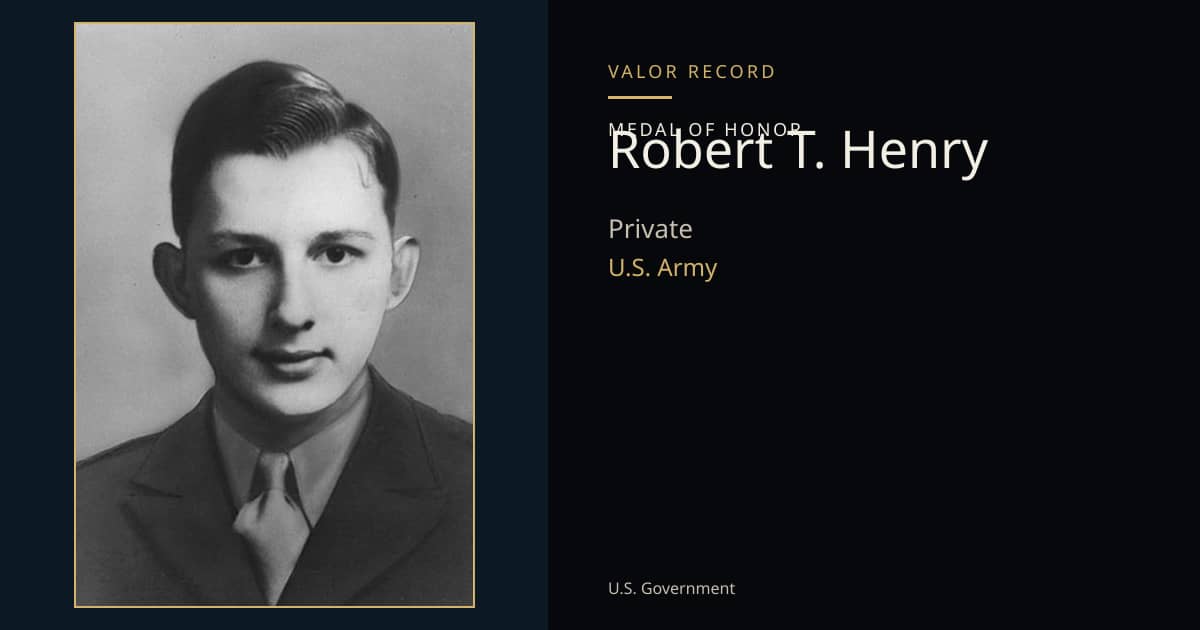 VALOR RECORD
MEDAL OF HONOR
Robert T. Henry
Private
U.S. Army
U.S. Government